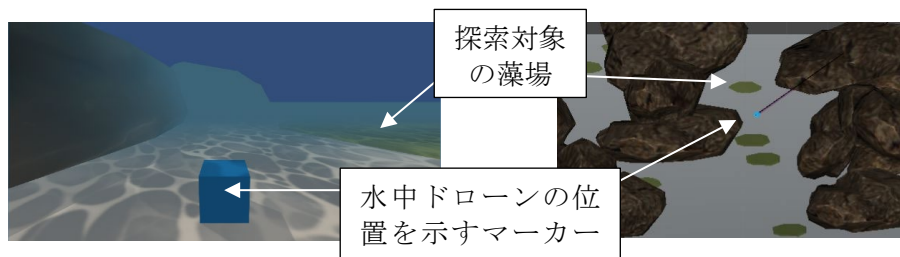 探索対象
の藻場
水中ドローンの位
置を示すマーカー